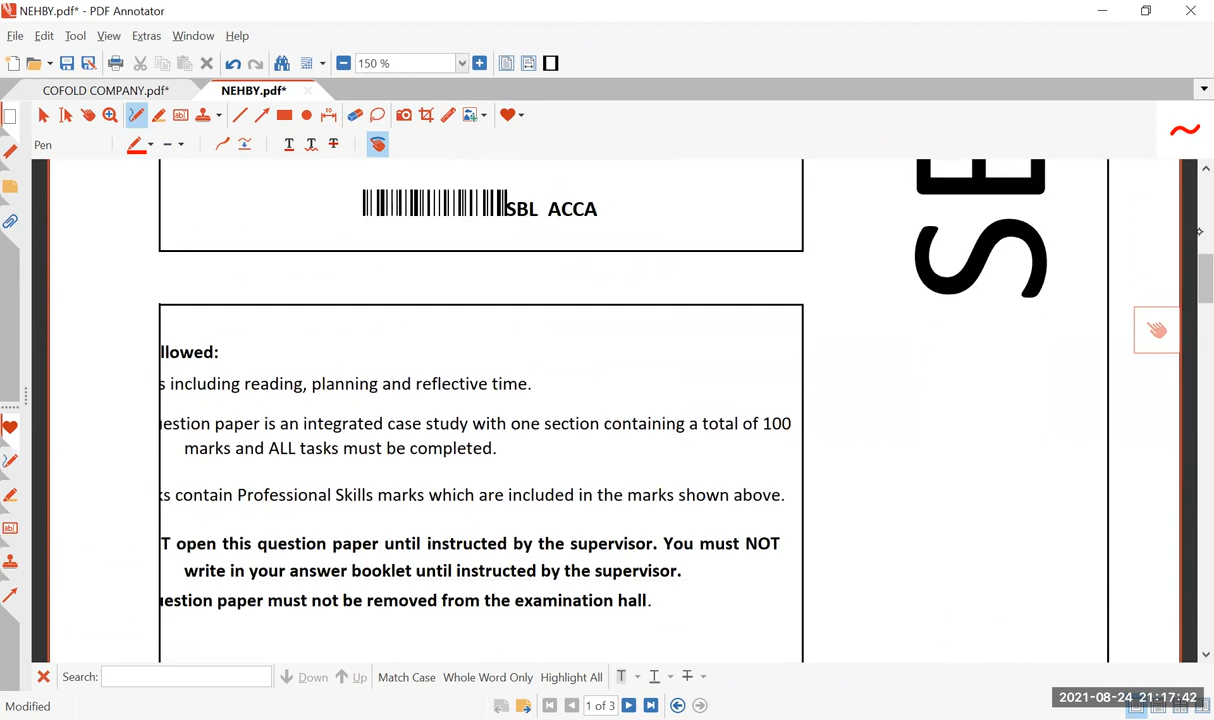 NEHBY.pdf* - PDF Annotator
File Edit Tool View Extras Window Help
150 %
COFOLD COMPANY.pdf* NEHBY.pdf*
Pen
SBL ACCA
llowed:
s including reading, planning and reflective time.
uestion paper is an integrated case study with one section containing a total of 100
marks and ALL tasks must be completed.
ks contain Professional Skills marks which are included in the marks shown above.
T open this question paper until instructed by the supervisor. You must NOT
write in your answer booklet until instructed by the supervisor.
uestion paper must not be removed from the examination hall.
Search: Down Up Match Case Whole Word Only Highlight All
Modified
1 of 3
2021-08-24 21:17:42